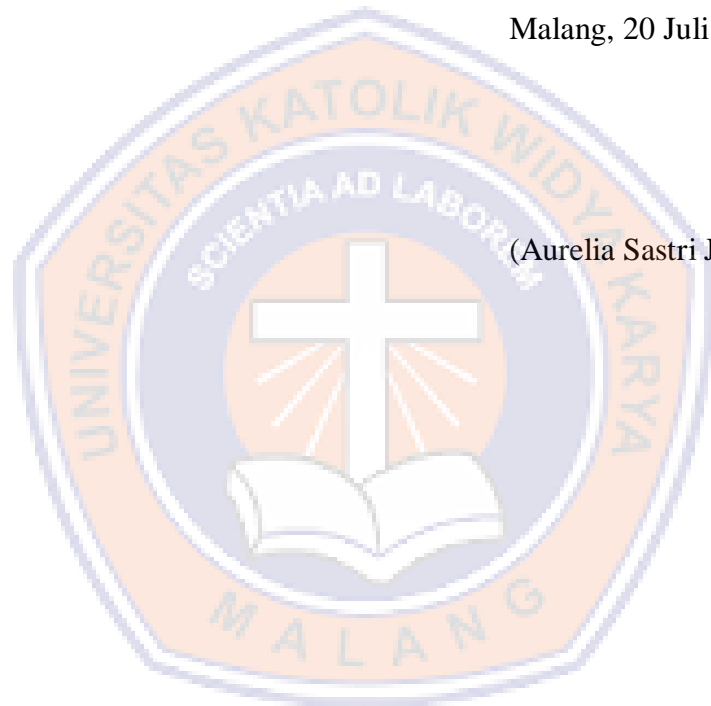 Malang, 20 Juli
UNIVERSITAS KATOLIK WIDYA KARYA
SCIENTIA AD LABOREM
(Aurelia Sastri J
MALANG